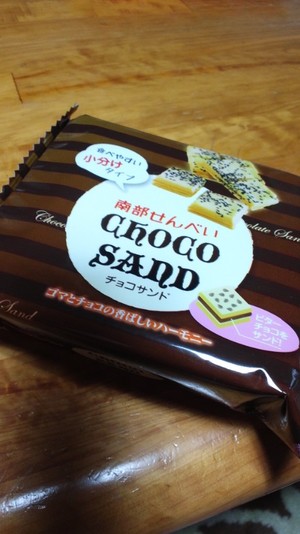 食べやすい
小分け
タイプ
南部せんべい
CHOCO
SAND
チョコサンド
ゴマとチョコの香ばしいハーモニー
ビター
チョコを
サンド!
Sand